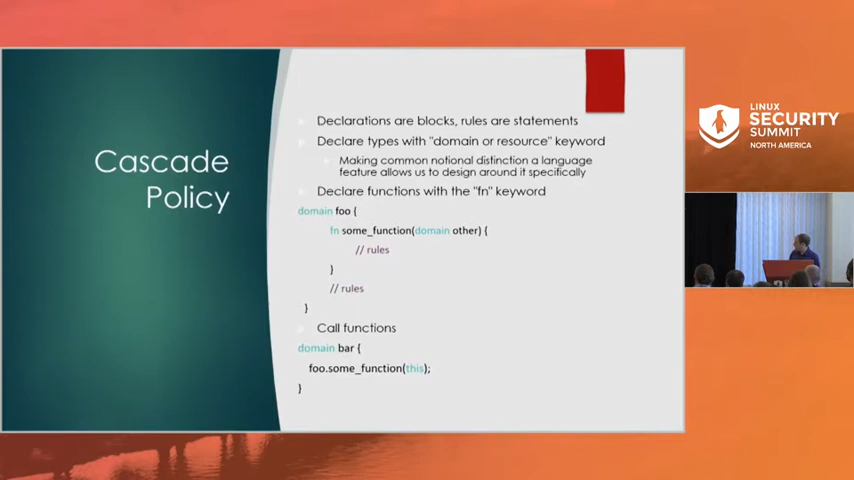 Cascade
Policy
Declarations are blocks, rules are statements
Declare types with "domain or resource" keyword
Making common notional distinction a language
feature allows us to design around it specifically
Declare functions with the "fn" keyword
domain foo {
fn some_function(domain other) {
// rules
}
// rules
}
Call functions
domain bar {
foo.some_function(this);
}
LINUX
SECURITY
SUMMIT
NORTH AMERICA